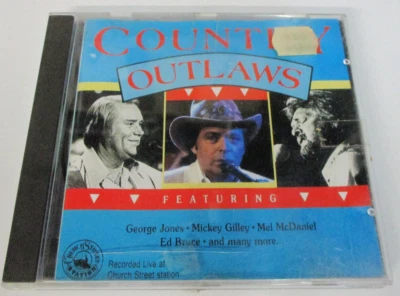 COUNTRY
OUTLAWS
FEATURING
George Jones • Mickey Gilley • Mel McDaniel
Ed Bruce • and many more.
Recorded Live at
Church Street station